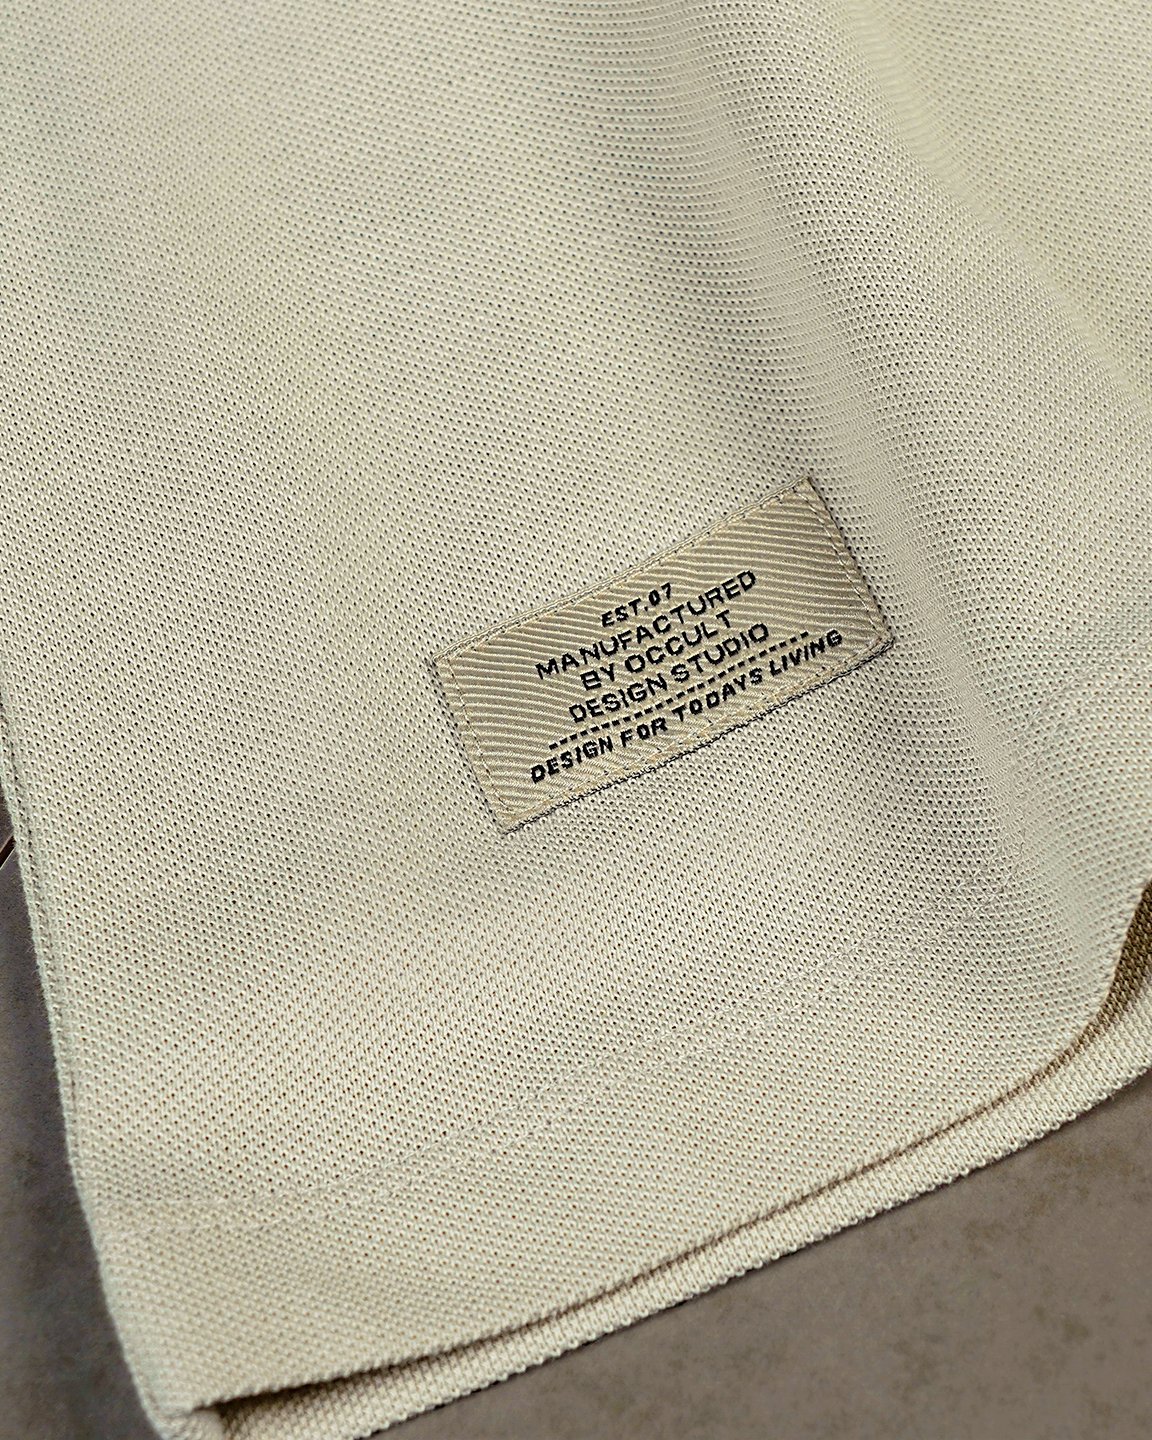 EST.07
MANUFACTURED
BY OCCULT
DESIGN STUDIO
DESIGN FOR TODAYS LIVING